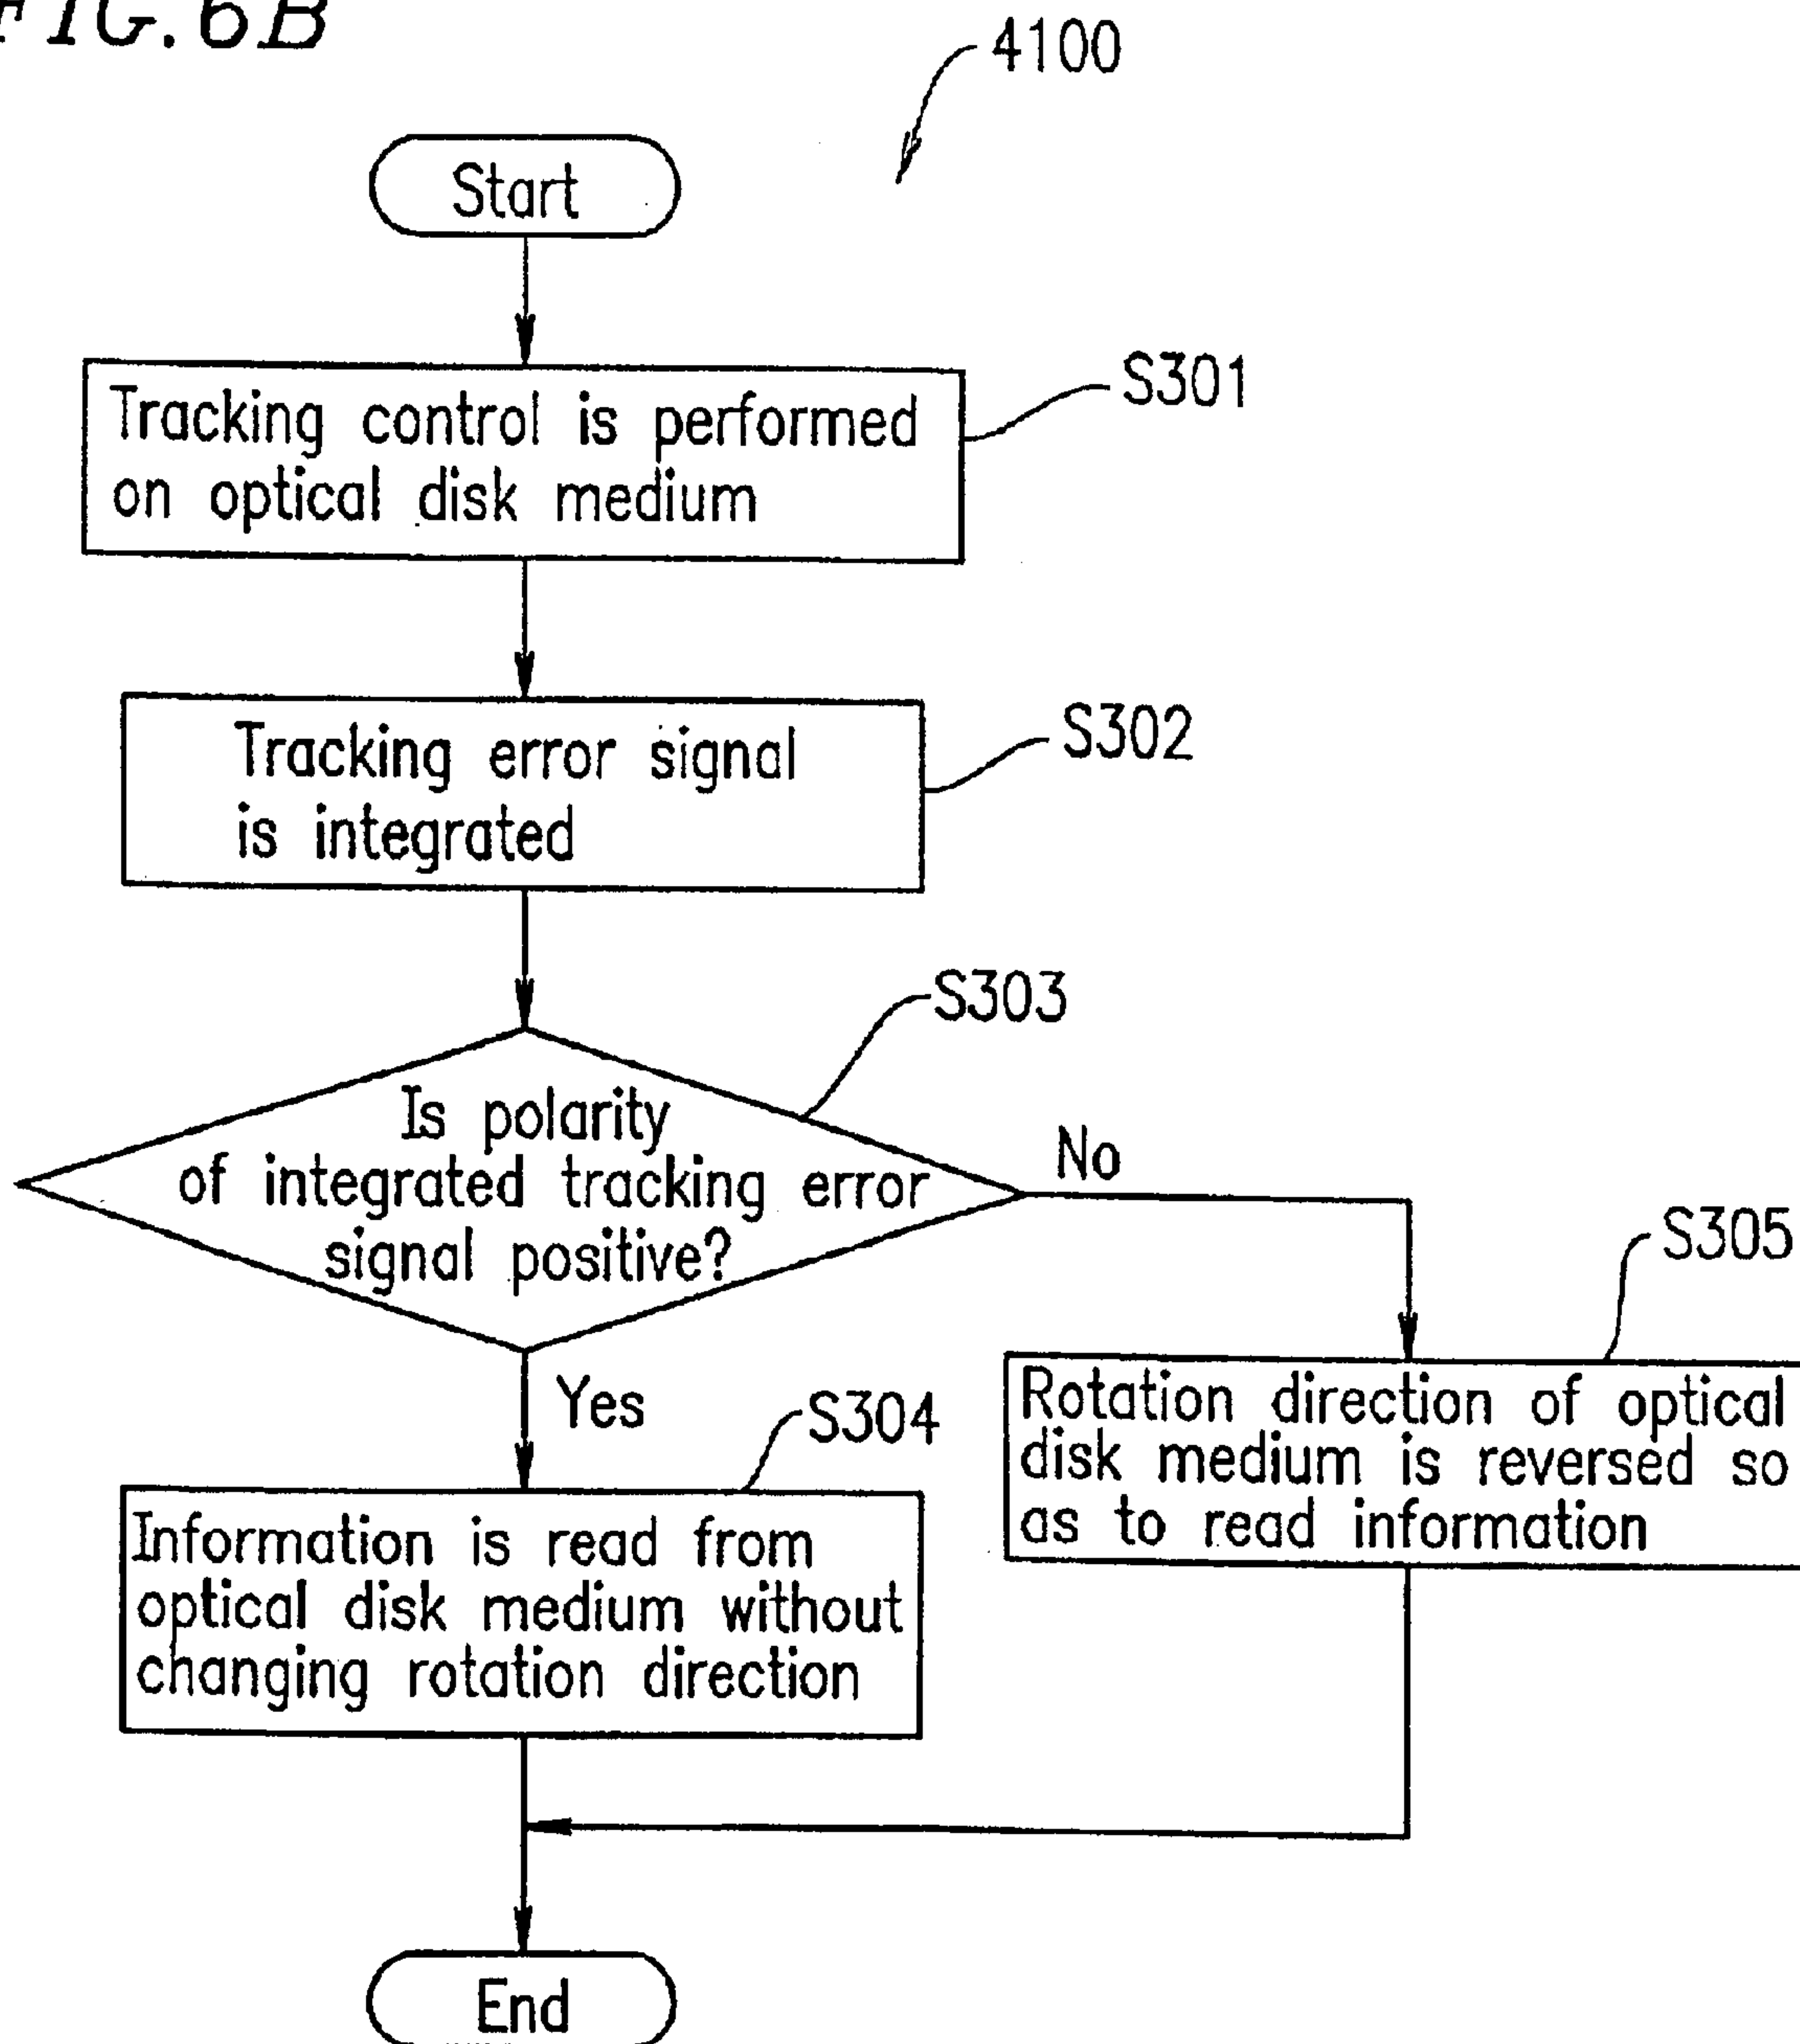 FIG.6B
4100
Start
S301
Tracking control is performed
on optical disk medium
S302
Tracking error signal
is integrated
S303
Is polarity
of integrated tracking error
signal positive?
No
Yes
S305
Rotation direction of optical
disk medium is reversed so
as to read information
S304
Information is read from
optical disk medium without
changing rotation direction
End